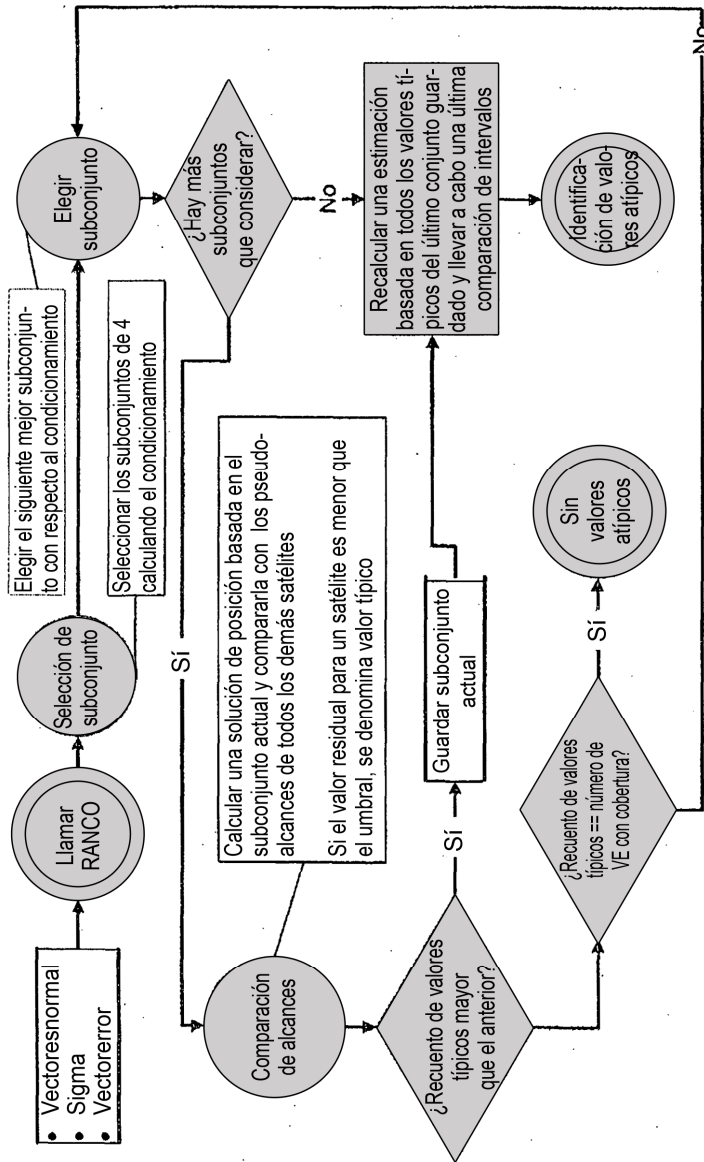 • Vectoresnormal
• Sigma
• Vectorerror
Llamar
RANCO
Selección de
subconjunto
Seleccionar los subconjuntos de 4
calculando el condicionamiento
Elegir el siguiente mejor subconjun-
to con respecto al condicionamiento
Elegir
subconjunto
¿Hay más
subconjuntos
que considerar?
Sí
No
Comparación
de alcances
Calcular una solución de posición basada en el
subconjunto actual y compararla con los pseudo-
alcances de todos los demás satélites
Si el valor residual para un satélite es menor que
el umbral, se denomina valor típico
¿Recuento de valores
típicos mayor
que el anterior?
Sí
Guardar subconjunto
actual
Recalcular una estimación
basada en todos los valores tí-
picos del último conjunto guar-
dado y llevar a cabo una última
comparación de intervalos
Identifica-
ción de valo-
res atípicos
¿Recuento de valores
típicos == número de
VE con cobertura?
Sí
Sin
valores
atípicos
No